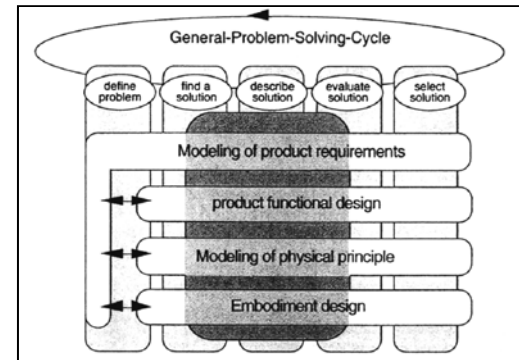 General-Problem-Solving-Cycle
define problem
find a solution
describe solution
evaluate solution
select solution
Modeling of product requirements
product functional design
Modeling of physical principle
Embodiment design